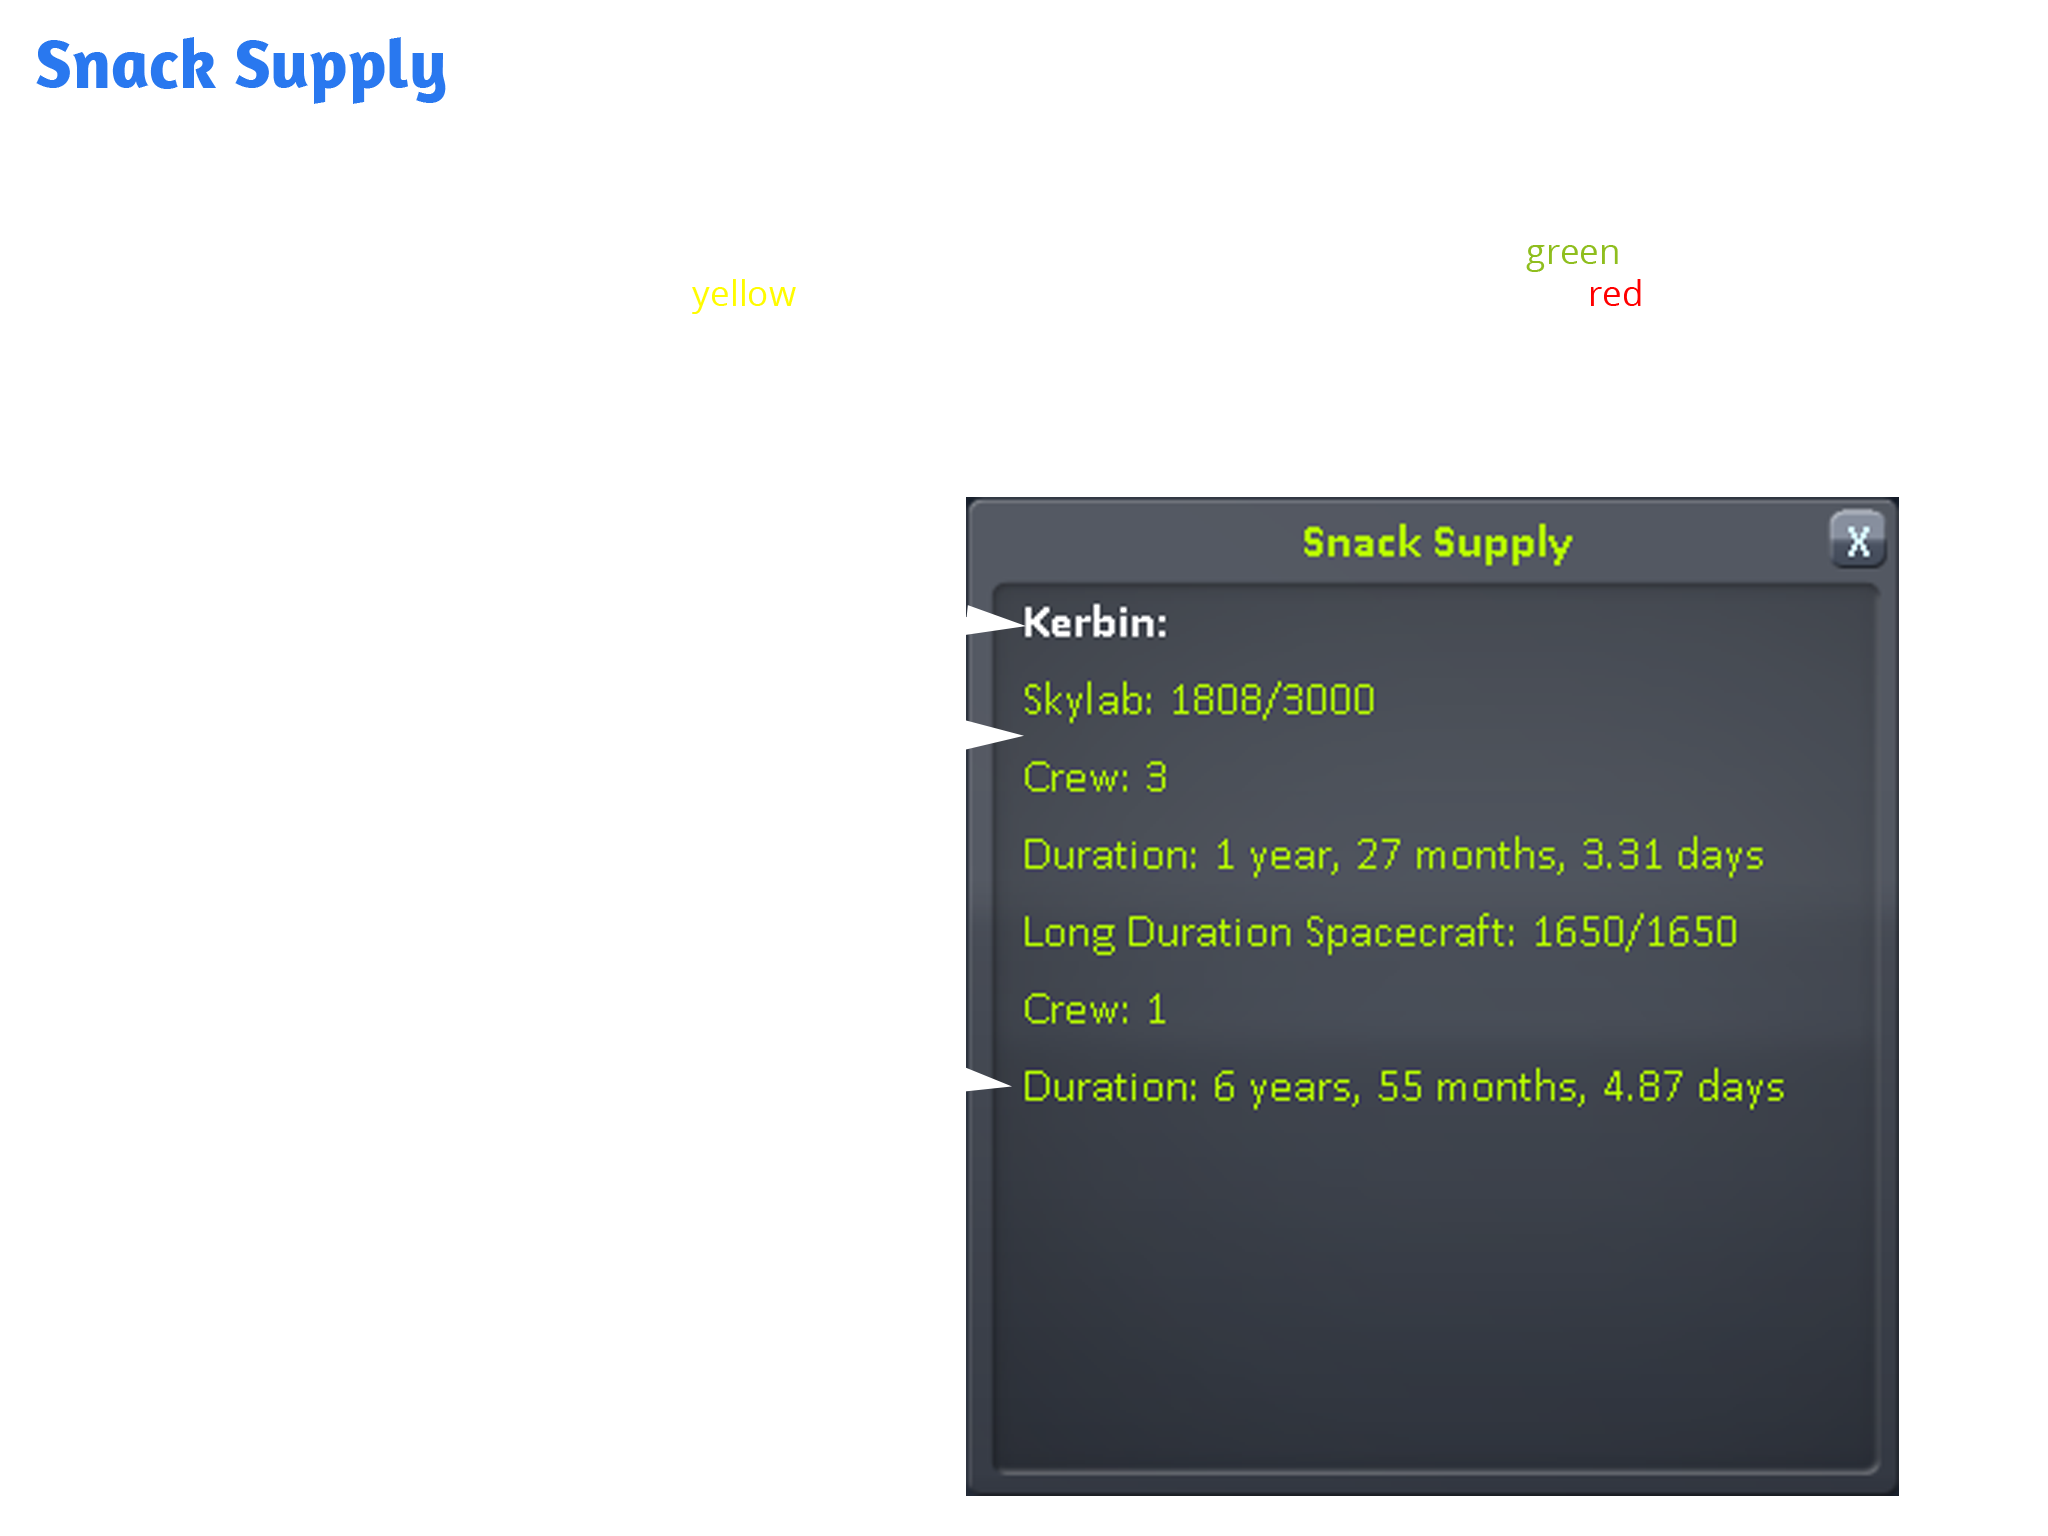 Snack Supply
green
yellow red
Snack Supply X
Kerbin:
Skylab: 1808/3000
Crew: 3
Duration: 1 year, 27 months, 3.31 days
Long Duration Spacecraft: 1650/1650
Crew: 1
Duration: 6 years, 55 months, 4.87 days